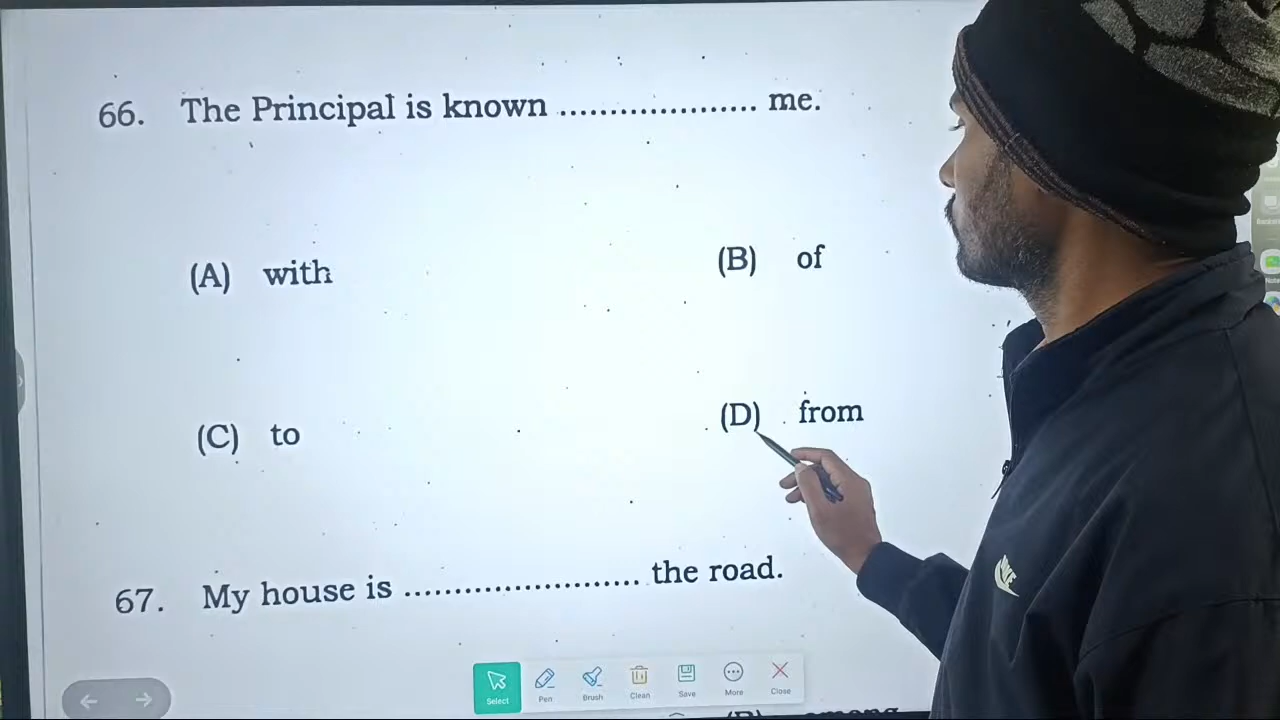 66. The Principal is known .................... me.
(A) with
(B) of
(C) to
(D) from
67. My house is ........................ the road.
Select
Pen
Brush
Clean
Save
More
Close
NIKE